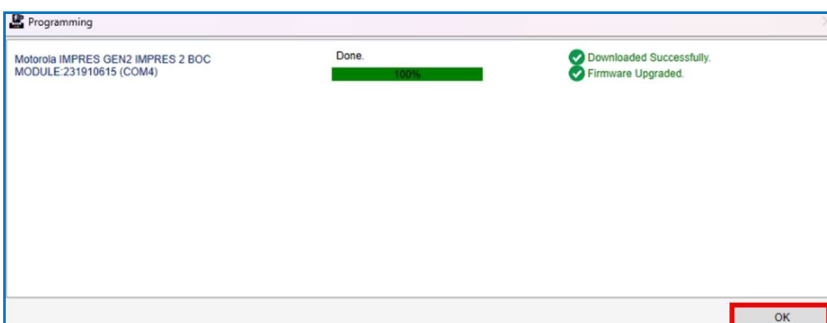 Programming
Motorola IMPRES GEN2 IMPRES 2 BOC
MODULE:231910615 (COM4)
Done.
100%
Downloaded Successfully.
Firmware Upgraded.
OK